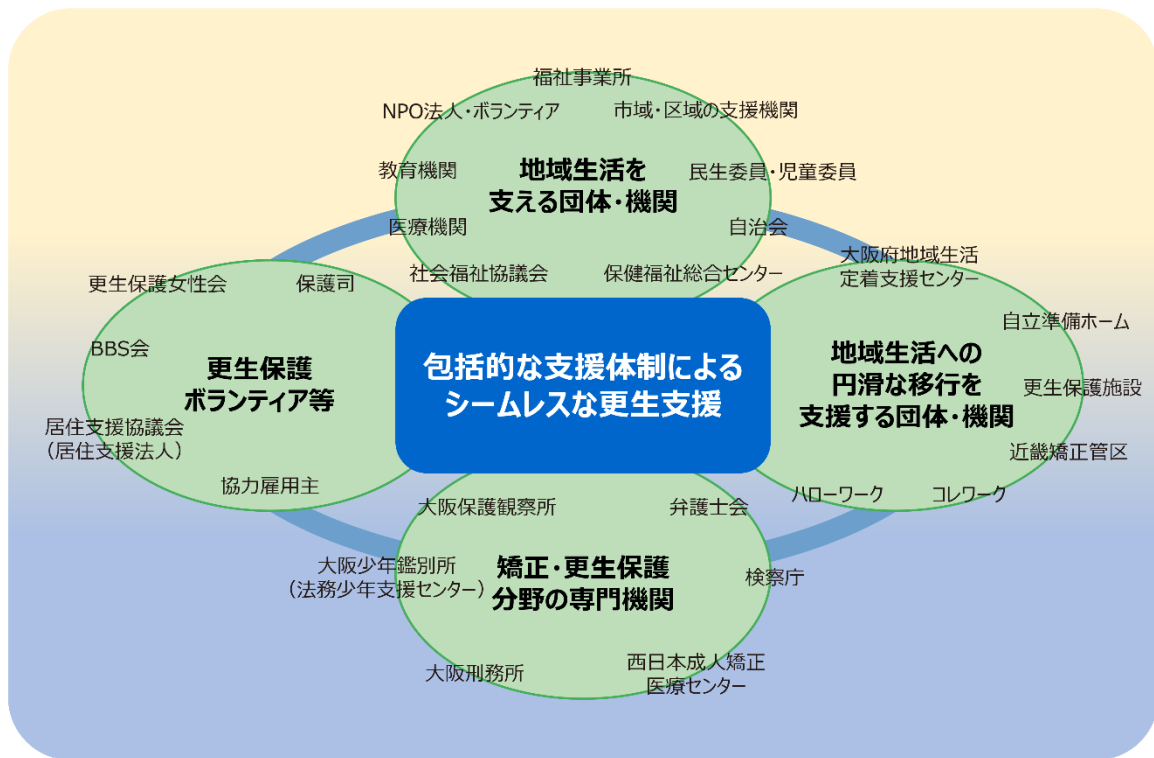 福祉事業所
NPO法人・ボランティア
市域・区域の支援機関
教育機関
地域生活を
支える団体・機関
民生委員・児童委員
医療機関
自治会
社会福祉協議会
保健福祉総合センター
更生保護女性会
保護司
BBS会
更生保護
ボランティア等
居住支援協議会
（居住支援法人）
協力雇用主
包括的な支援体制による
シームレスな更生支援
大阪府地域生活
定着支援センター
自立準備ホーム
地域生活への
円滑な移行を
支援する団体・機関
更生保護施設
近畿矯正管区
ハローワーク
コレワーク
大阪保護観察所
弁護士会
大阪少年鑑別所
（法務少年支援センター）
矯正・更生保護
分野の専門機関
検察庁
大阪刑務所
西日本成人矯正
医療センター